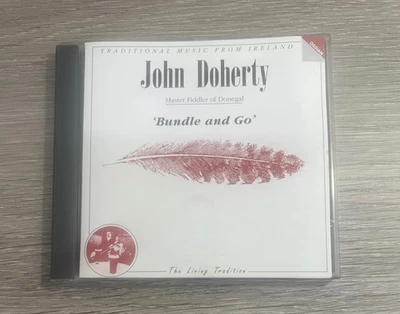 TRADITIONAL MUSIC FROM IRELAND
John Doherty
Master Fiddler of Donegal
'Bundle and Go'
The Living Tradition